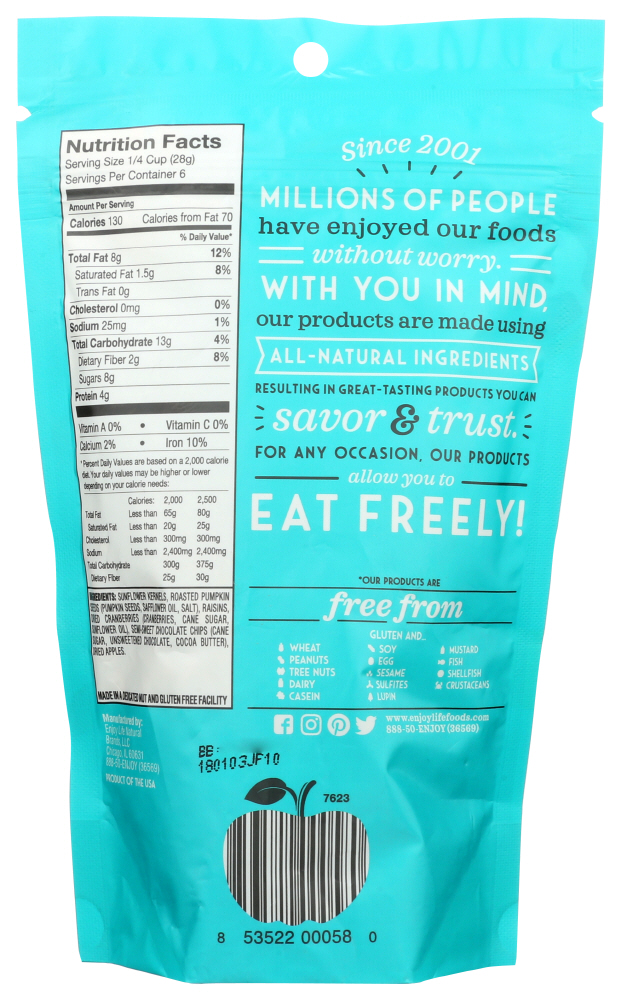 Nutrition Facts
Serving Size 1/4 Cup (28g)
Servings Per Container 6
Amount Per Serving
Calories 130 Calories from Fat 70
% Daily Value*
Total Fat 8g 12%
Saturated Fat 1.5g 8%
Trans Fat 0g
Cholesterol 0mg 0%
Sodium 25mg 1%
Total Carbohydrate 13g 4%
Dietary Fiber 2g 8%
Sugars 8g
Protein 4g
Vitamin A 0% • Vitamin C 0%
Calcium 2% • Iron 10%
*Percent Daily Values are based on a 2,000 calorie
diet. Your daily values may be higher or lower
depending on your calorie needs:
Calories: 2,000 2,500
Total Fat Less than 65g 80g
Saturated Fat Less than 20g 25g
Cholesterol Less than 300mg 300mg
Sodium Less than 2,400mg 2,400mg
Total Carbohydrate 300g 375g
Dietary Fiber 25g 30g
INGREDIENTS: SUNFLOWER KERNELS, ROASTED PUMPKIN
SEEDS (PUMPKIN SEEDS, SAFFLOWER OIL, SALT), RAISINS,
DRIED CRANBERRIES (CRANBERRIES, CANE SUGAR,
SUNFLOWER OIL), SEMI-SWEET CHOCOLATE CHIPS (CANE
SUGAR, UNSWEETENED CHOCOLATE, COCOA BUTTER),
DRIED APPLES.
MADE IN A DEDICATED NUT AND GLUTEN FREE FACILITY
Manufactured by:
Enjoy Life Natural
Brands, LLC
Chicago, IL 60631
888-50-ENJOY (36569)
PRODUCT OF THE USA
Since 2001
MILLIONS OF PEOPLE
have enjoyed our foods
without worry.
WITH YOU IN MIND,
our products are made using
ALL-NATURAL INGREDIENTS
RESULTING IN GREAT-TASTING PRODUCTS YOU CAN
savor & trust.
FOR ANY OCCASION, OUR PRODUCTS
allow you to
EAT FREELY!
*OUR PRODUCTS ARE
free from
GLUTEN AND...
WHEAT SOY MUSTARD
PEANUTS EGG FISH
TREE NUTS SESAME SHELLFISH
DAIRY SULFITES CRUSTACEANS
CASEIN LUPIN
www.enjoylifefoods.com
888-50-ENJOY (36569)
BB:
180103JF10
7623
8 53522 00058 0